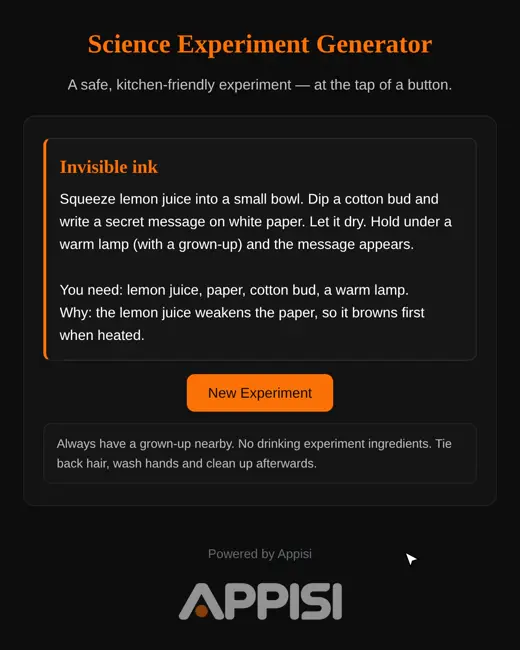 Science Experiment Generator
A safe, kitchen-friendly experiment — at the tap of a button.
Invisible ink
Squeeze lemon juice into a small bowl. Dip a cotton bud and
write a secret message on white paper. Let it dry. Hold under a
warm lamp (with a grown-up) and the message appears.
You need: lemon juice, paper, cotton bud, a warm lamp.
Why: the lemon juice weakens the paper, so it browns first
when heated.
New Experiment
Always have a grown-up nearby. No drinking experiment ingredients. Tie
back hair, wash hands and clean up afterwards.
Powered by Appisi
APPISI